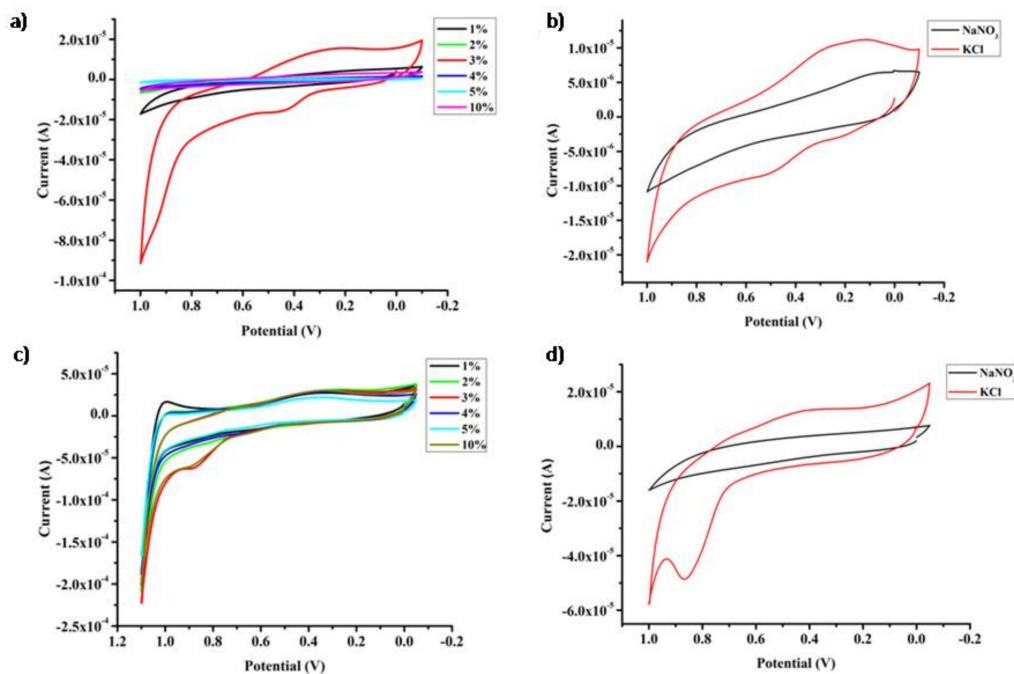 a)
1%
2%
3%
4%
5%
10%
2.0x10⁻⁵
0.0
-2.0x10⁻⁵
-4.0x10⁻⁵
-6.0x10⁻⁵
-8.0x10⁻⁵
-1.0x10⁻⁴
Current (A)
1.0 0.8 0.6 0.4 0.2 0.0 -0.2
Potential (V)
b)
NaNO₃
KCl
1.0x10⁻⁵
5.0x10⁻⁶
0.0
-5.0x10⁻⁶
-1.0x10⁻⁵
-1.5x10⁻⁵
-2.0x10⁻⁵
Current (A)
1.0 0.8 0.6 0.4 0.2 0.0 -0.2
Potential (V)
c)
1%
2%
3%
4%
5%
10%
5.0x10⁻⁵
0.0
-5.0x10⁻⁵
-1.0x10⁻⁴
-1.5x10⁻⁴
-2.0x10⁻⁴
-2.5x10⁻⁴
Current (A)
1.2 1.0 0.8 0.6 0.4 0.2 0.0 -0.2
Potential (V)
d)
NaNO₃
KCl
2.0x10⁻⁵
0.0
-2.0x10⁻⁵
-4.0x10⁻⁵
-6.0x10⁻⁵
Current (A)
1.0 0.8 0.6 0.4 0.2 0.0 -0.2
Potential (V)